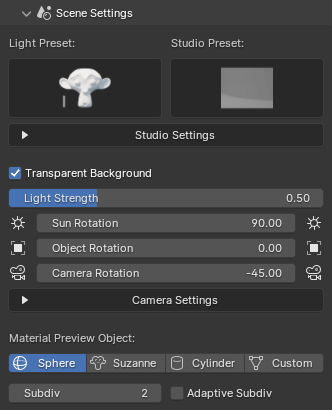 Scene Settings
Light Preset: Studio Preset:
Studio Settings
Transparent Background
Light Strength 0.50
Sun Rotation 90.00
Object Rotation 0.00
Camera Rotation -45.00
Camera Settings
Material Preview Object:
Sphere Suzanne Cylinder Custom
Subdiv 2 Adaptive Subdiv